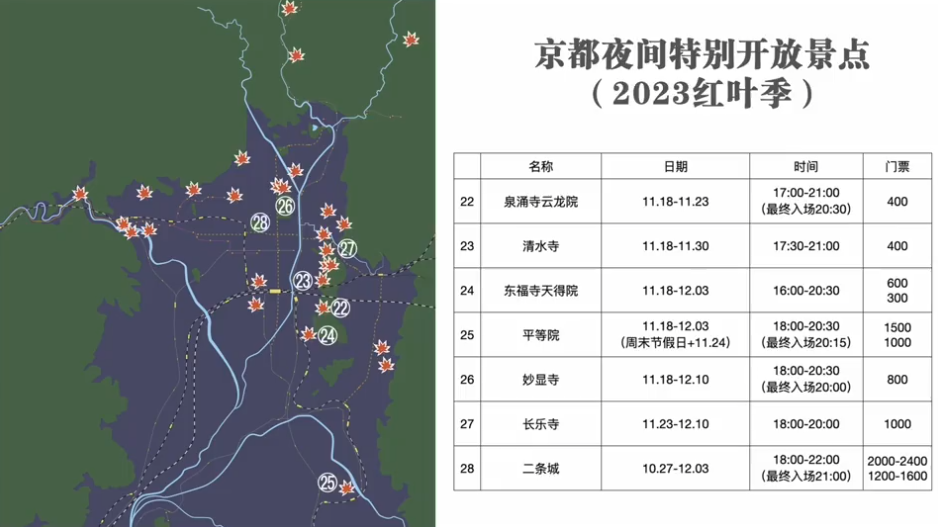 京都夜间特别开放景点
（2023红叶季）
名称 日期 时间 门票
22 泉涌寺云龙院 11.18-11.23 17:00-21:00 400
(最终入场20:30)
23 清水寺 11.18-11.30 17:30-21:00 400
24 东福寺天得院 11.18-12.03 16:00-20:30 600
300
25 平等院 11.18-12.03 18:00-20:30 1500
(周末节假日+11.24) (最终入场20:15) 1000
26 妙显寺 11.18-12.10 18:00-20:30 800
(最终入场20:00)
27 长乐寺 11.23-12.10 18:00-20:00 1000
28 二条城 10.27-12.03 18:00-22:00 2000-2400
(最终入场21:00) 1200-1600
26
28
27
23
22
24
25